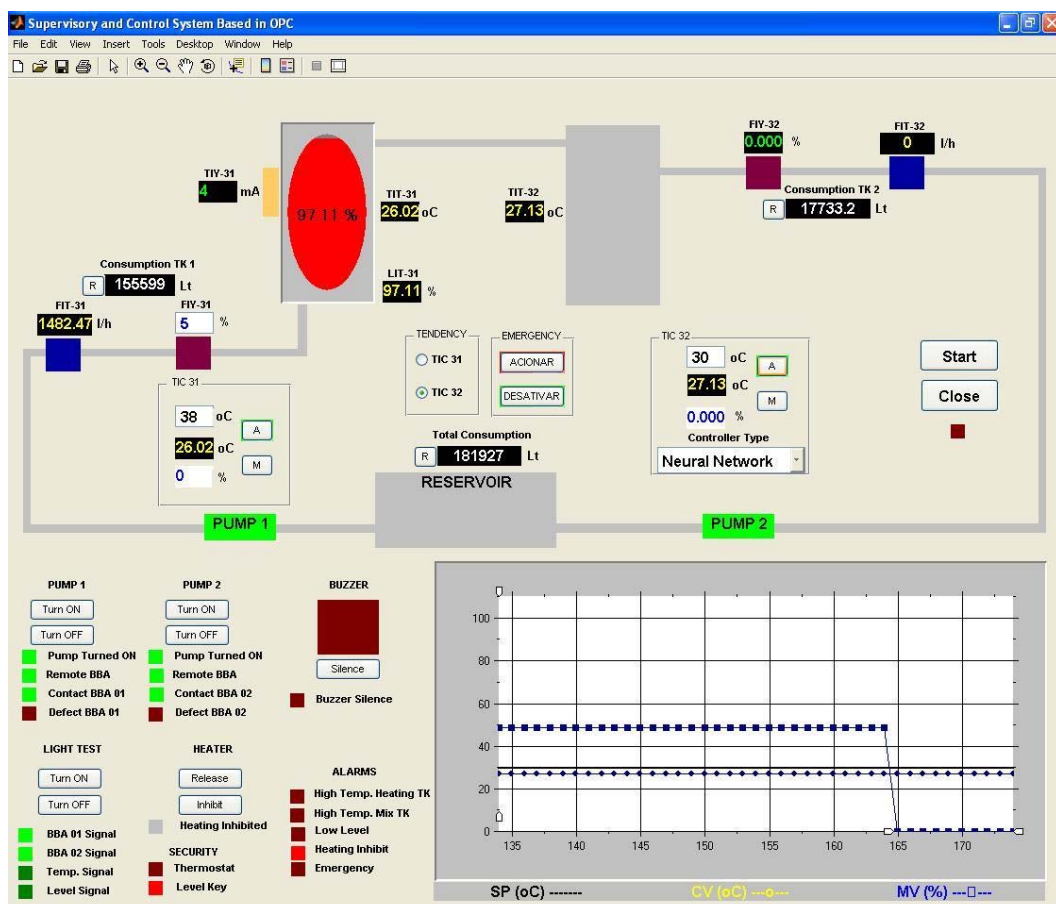 Supervisory and Control System Based in OPC
File Edit View Insert Tools Desktop Window Help
FIY-32
0.000 %
FIT-32
0 l/h
TIY-31
4 mA
97.11 %
TIT-31
26.02 oC
TIT-32
27.13 oC
Consumption TK 2
R 17733.2 Lt
Consumption TK 1
R 155599 Lt
LIT-31
97.11 %
FIT-31
1482.47 l/h
FIY-31
5 %
TENDENCY
TIC 31
TIC 32
EMERGENCY
ACIONAR
DESATIVAR
TIC 32
30 oC
A
27.13 oC
M
0.000 %
Controller Type
Neural Network
Start
Close
TIC 31
38 oC
A
26.02 oC
M
0 %
Total Consumption
R 181927 Lt
RESERVOIR
PUMP 1
PUMP 2
PUMP 1
Turn ON
Turn OFF
Pump Turned ON
Remote BBA
Contact BBA 01
Defect BBA 01
PUMP 2
Turn ON
Turn OFF
Pump Turned ON
Remote BBA
Contact BBA 02
Defect BBA 02
BUZZER
Silence
Buzzer Silence
LIGHT TEST
Turn ON
Turn OFF
BBA 01 Signal
BBA 02 Signal
Temp. Signal
Level Signal
HEATER
Release
Inhibit
Heating Inhibited
SECURITY
Thermostat
Level Key
ALARMS
High Temp. Heating TK
High Temp. Mix TK
Low Level
Heating Inhibit
Emergency
100
80
60
40
20
0
135 140 145 150 155 160 165 170
SP (oC) -------
CV (oC) ---o---
MV (%) ---□---